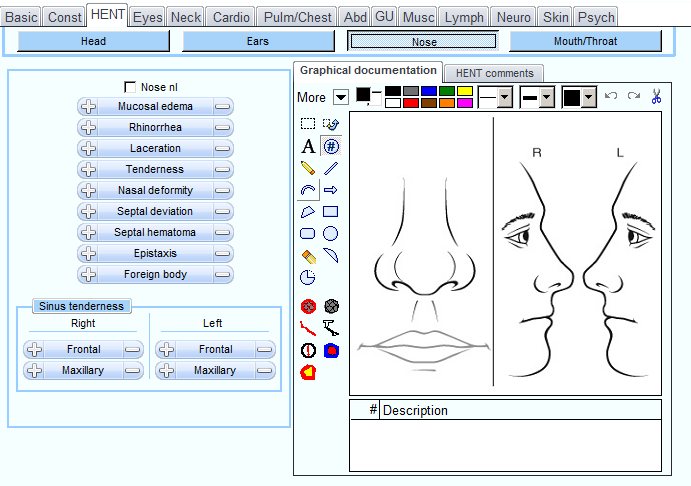 Basic Const HENT Eyes Neck Cardio Pulm/Chest Abd GU Musc Lymph Neuro Skin Psych
Head Ears Nose Mouth/Throat
Graphical documentation HENT comments
Nose nl
Mucosal edema
Rhinorrhea
Laceration
Tenderness
Nasal deformity
Septal deviation
Septal hematoma
Epistaxis
Foreign body
Sinus tenderness
Right Left
Frontal Frontal
Maxillary Maxillary
More
A #
R L
# Description